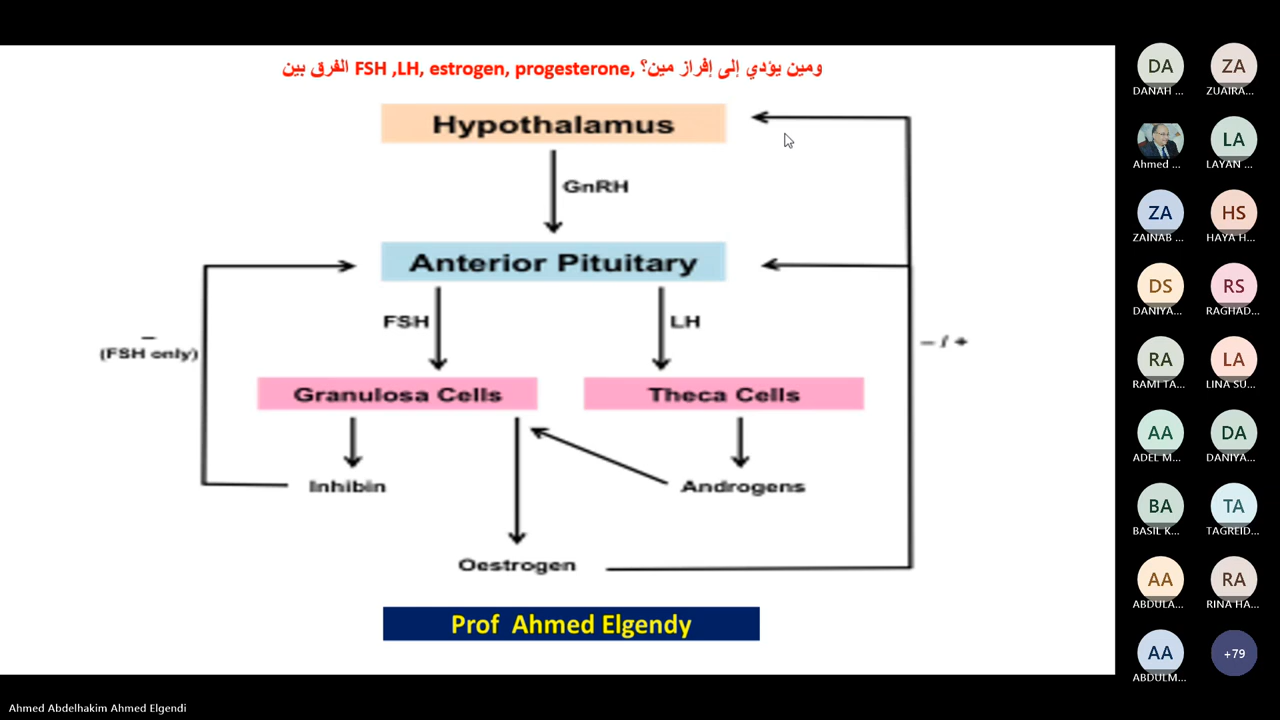 الفرق بين FSH ,LH, estrogen, progesterone, ومين يؤدي إلى إفراز مين؟
Hypothalamus
GnRH
Anterior Pituitary
FSH
LH
–
(FSH only)
– / +
Granulosa Cells
Theca Cells
Inhibin
Androgens
Oestrogen
Prof Ahmed Elgendy
DA
DANAH ...
ZA
ZUAIRA...
Ahmed ...
LA
LAYAN ...
ZA
ZAINAB ...
HS
HAYA H...
DS
DANIYA...
RS
RAGHAD...
RA
RAMI TA...
LA
LINA SU...
AA
ADEL M...
DA
DANIYA...
BA
BASIL K...
TA
TAGREID...
AA
ABDULA...
RA
RINA HA...
AA
ABDULM...
+79
Ahmed Abdelhakim Ahmed Elgendi